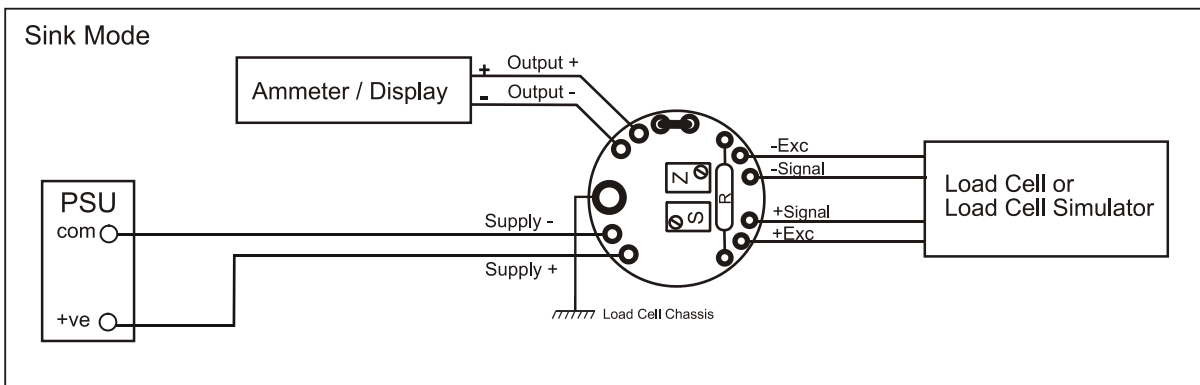 Sink Mode
Ammeter / Display
+
Output +
-
Output -
PSU
com
+ve
Supply -
Supply +
Load Cell Chassis
Z
S
R
-Exc
-Signal
+Signal
+Exc
Load Cell or
Load Cell Simulator